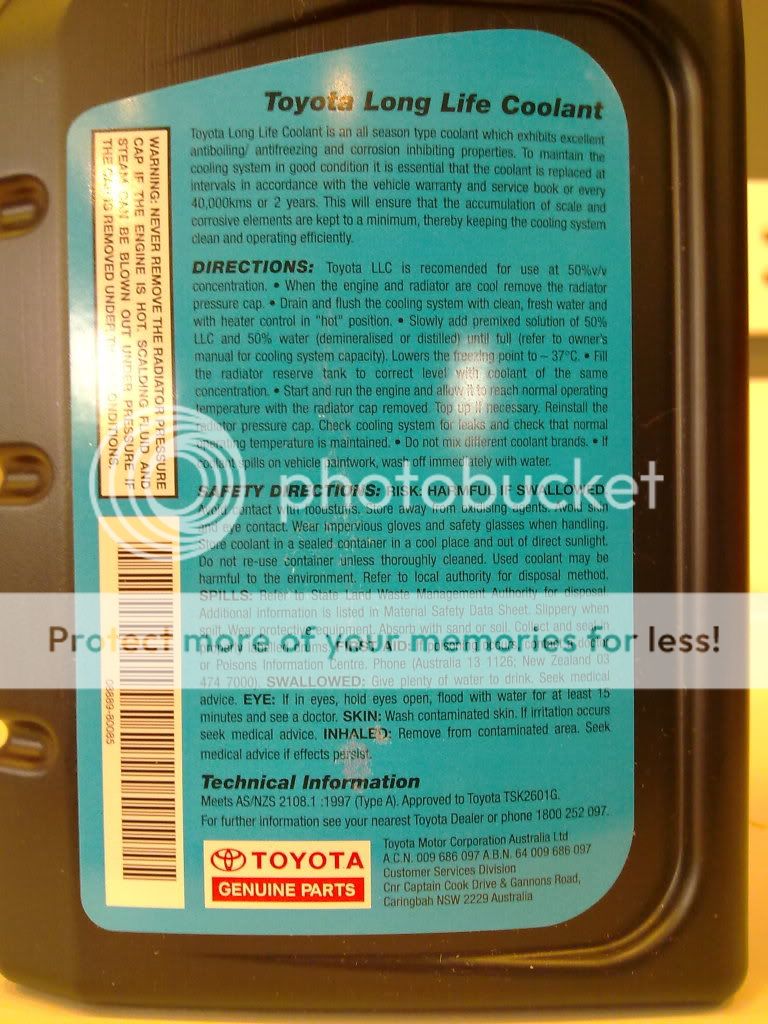 Toyota Long Life Coolant
Toyota Long Life Coolant is an all season type coolant which exhibits excellent
antiboiling/ antifreezing and corrosion inhibiting properties. To maintain the
cooling system in good condition it is essential that the coolant is replaced at
intervals in accordance with the vehicle warranty and service book or every
40,000kms or 2 years. This will ensure that the accumulation of scale and
corrosive elements are kept to a minimum, thereby keeping the cooling system
clean and operating efficiently.
DIRECTIONS: Toyota LLC is recomended for use at 50%v/v
concentration. • When the engine and radiator are cool remove the radiator
pressure cap. • Drain and flush the cooling system with clean, fresh water and
with heater control in "hot" position. • Slowly add premixed solution of 50%
LLC and 50% water (demineralised or distilled) until full (refer to owner's
manual for cooling system capacity). Lowers the freezing point to – 37°C. • Fill
the radiator reserve tank to correct level with coolant of the same
concentration. • Start and run the engine and allow it to reach normal operating
temperature with the radiator cap removed. Top up if necessary. Reinstall the
radiator pressure cap. Check cooling system for leaks and check that normal
operating temperature is maintained. • Do not mix different coolant brands. • If
coolant spills on vehicle paintwork, wash off immediately with water.
SAFETY DIRECTIONS: RISK: HARMFUL IF SWALLOWED
Avoid contact with foodstuffs. Store away from oxidising agents. Avoid skin
and eye contact. Wear impervious gloves and safety glasses when handling.
Store coolant in a sealed container in a cool place and out of direct sunlight.
Do not re-use container unless thoroughly cleaned. Used coolant may be
harmful to the environment. Refer to local authority for disposal method.
SPILLS: Refer to State Land Waste Management Authority for disposal.
Additional information is listed in Material Safety Data Sheet. Slippery when
spilt. Wear protective equipment. Absorb with sand or soil. Collect and seal in
properly labelled drums. FIRST AID: If poisoning occurs, contact a doctor
or Poisons Information Centre. Phone (Australia 13 1126; New Zealand 03
474 7000). SWALLOWED: Give plenty of water to drink. Seek medical
advice. EYE: If in eyes, hold eyes open, flood with water for at least 15
minutes and see a doctor. SKIN: Wash contaminated skin. If irritation occurs
seek medical advice. INHALED: Remove from contaminated area. Seek
medical advice if effects persist.
Technical Information
Meets AS/NZS 2108.1 :1997 (Type A). Approved to Toyota TSK2601G.
For further information see your nearest Toyota Dealer or phone 1800 252 097.
TOYOTA
GENUINE PARTS
Toyota Motor Corporation Australia Ltd
A.C.N. 009 686 097 A.B.N. 64 009 686 097
Customer Services Division
Cnr Captain Cook Drive & Gannons Road,
Caringbah NSW 2229 Australia
WARNING: NEVER REMOVE THE RADIATOR PRESSURE
CAP IF THE ENGINE IS HOT. SCALDING FLUID AND
STEAM CAN BE BLOWN OUT UNDER PRESSURE IF
THE CAP IS REMOVED UNDER CONDITIONS.
08889-80085
photobucket
Protect more of your memories for less!